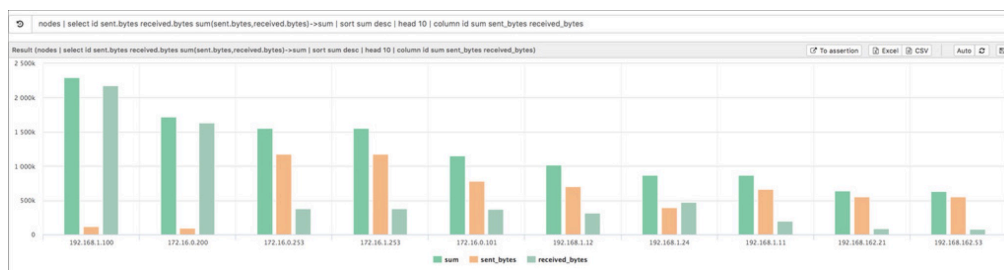 nodes | select id sent.bytes received.bytes sum(sent.bytes,received.bytes)->sum | sort sum desc | head 10 | column id sum sent_bytes received_bytes
Result (nodes | select id sent.bytes received.bytes sum(sent.bytes,received.bytes)->sum | sort sum desc | head 10 | column id sum sent_bytes received_bytes)
To assertion Excel CSV Auto
2 500k
2 000k
1 500k
1 000k
500k
0
192.168.1.100 172.16.0.200 172.16.0.253 172.16.1.253 172.16.0.101 192.168.1.12 192.168.1.24 192.168.1.11 192.168.162.21 192.168.162.53
sum sent_bytes received_bytes